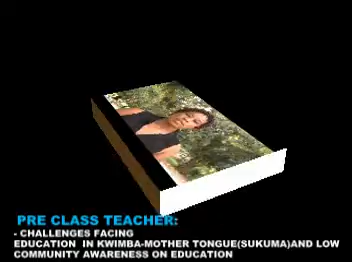 PRE CLASS TEACHER:
- CHALLENGES FACING
EDUCATION IN KWIMBA-MOTHER TONGUE(SUKUMA)AND LOW
COMMUNITY AWARENESS ON EDUCATION